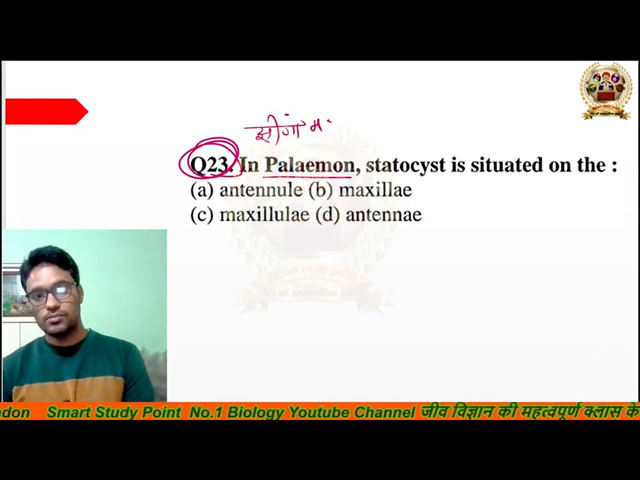 झींगा म.
Q23. In Palaemon, statocyst is situated on the :
(a) antennule (b) maxillae
(c) maxillulae (d) antennae
ndon Smart Study Point No.1 Biology Youtube Channel जीव विज्ञान की महत्वपूर्ण क्लास के